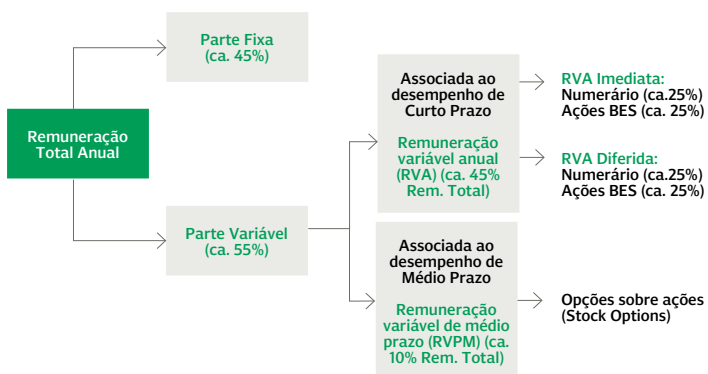 Remuneração
Total Anual
Parte Fixa
(ca. 45%)
Parte Variável
(ca. 55%)
Associada ao
desempenho de
Curto Prazo
Remuneração
variável anual
(RVA) (ca. 45%
Rem. Total)
RVA Imediata:
Numerário (ca.25%)
Ações BES (ca. 25%)
RVA Diferida:
Numerário (ca.25%)
Ações BES (ca. 25%)
Associada ao
desempenho de
Médio Prazo
Remuneração
variável de médio
prazo (RVPM) (ca.
10% Rem. Total)
Opções sobre ações
(Stock Options)